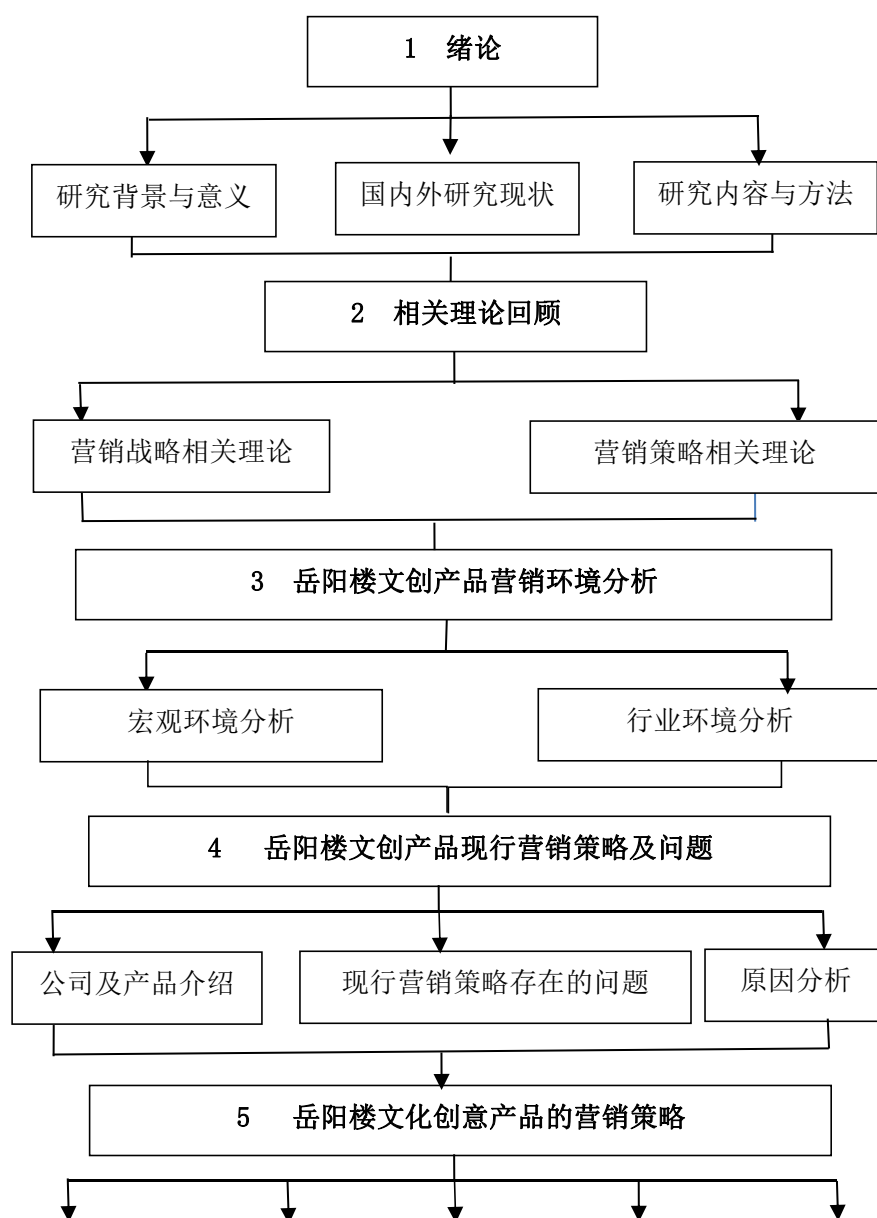 1 绪论
研究背景与意义
国内外研究现状
研究内容与方法
2 相关理论回顾
营销战略相关理论
营销策略相关理论
3 岳阳楼文创产品营销环境分析
宏观环境分析
行业环境分析
4 岳阳楼文创产品现行营销策略及问题
公司及产品介绍
现行营销策略存在的问题
原因分析
5 岳阳楼文化创意产品的营销策略